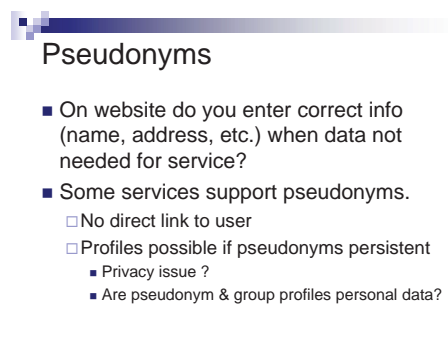 Pseudonyms
On website do you enter correct info
(name, address, etc.) when data not
needed for service?
Some services support pseudonyms.
No direct link to user
Profiles possible if pseudonyms persistent
Privacy issue ?
Are pseudonym & group profiles personal data?